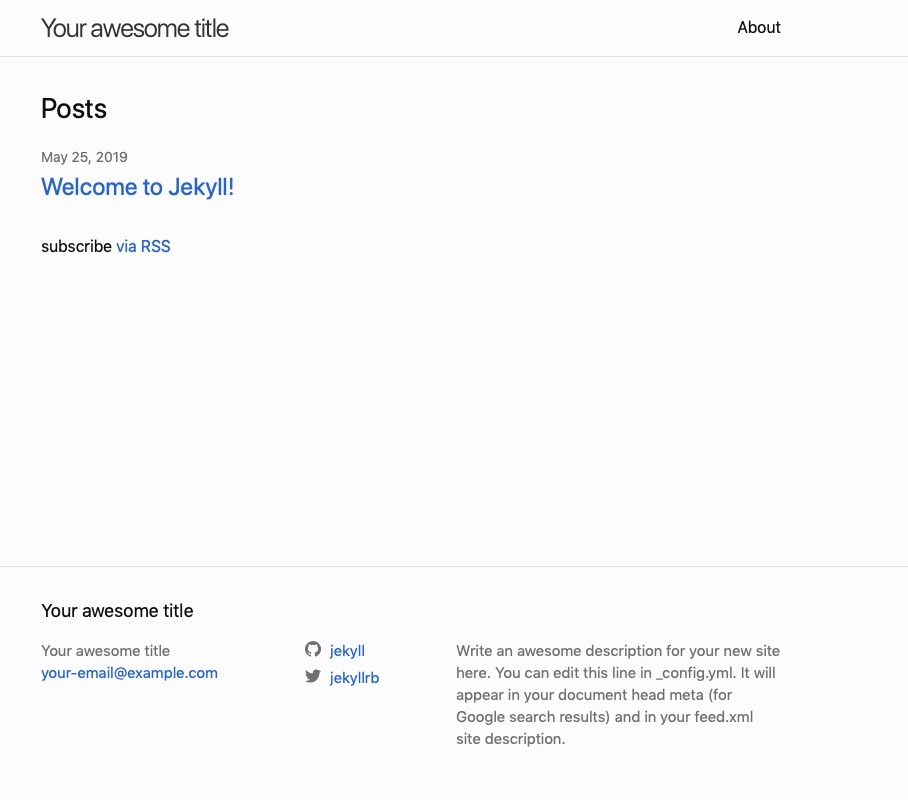 Your awesome title
About
Posts
May 25, 2019
Welcome to Jekyll!
subscribe via RSS
Your awesome title
Your awesome title
your-email@example.com
jekyll
jekyllrb
Write an awesome description for your new site
here. You can edit this line in _config.yml. It will
appear in your document head meta (for
Google search results) and in your feed.xml
site description.